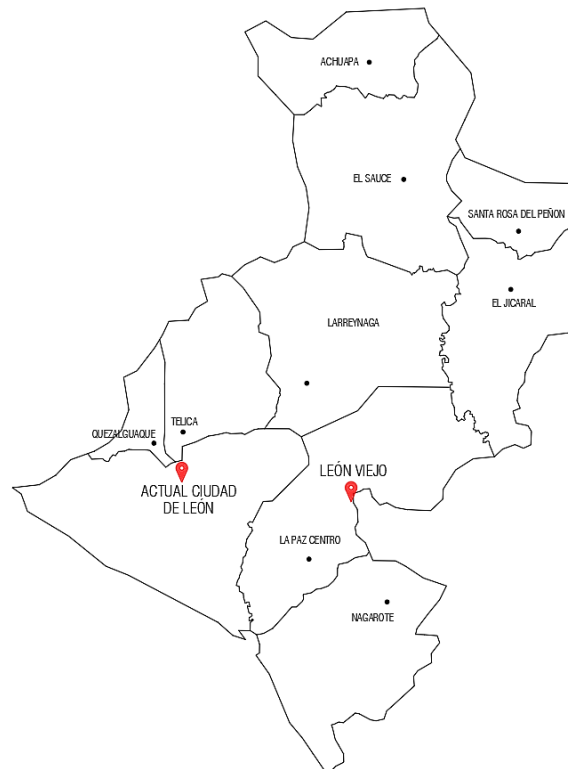 ACHUAPA
EL SAUCE
SANTA ROSA DEL PEÑON
EL JICARAL
LARREYNAGA
TELICA
QUEZALGUAQUE
LEÓN VIEJO
ACTUAL CIUDAD
DE LEÓN
LA PAZ CENTRO
NAGAROTE